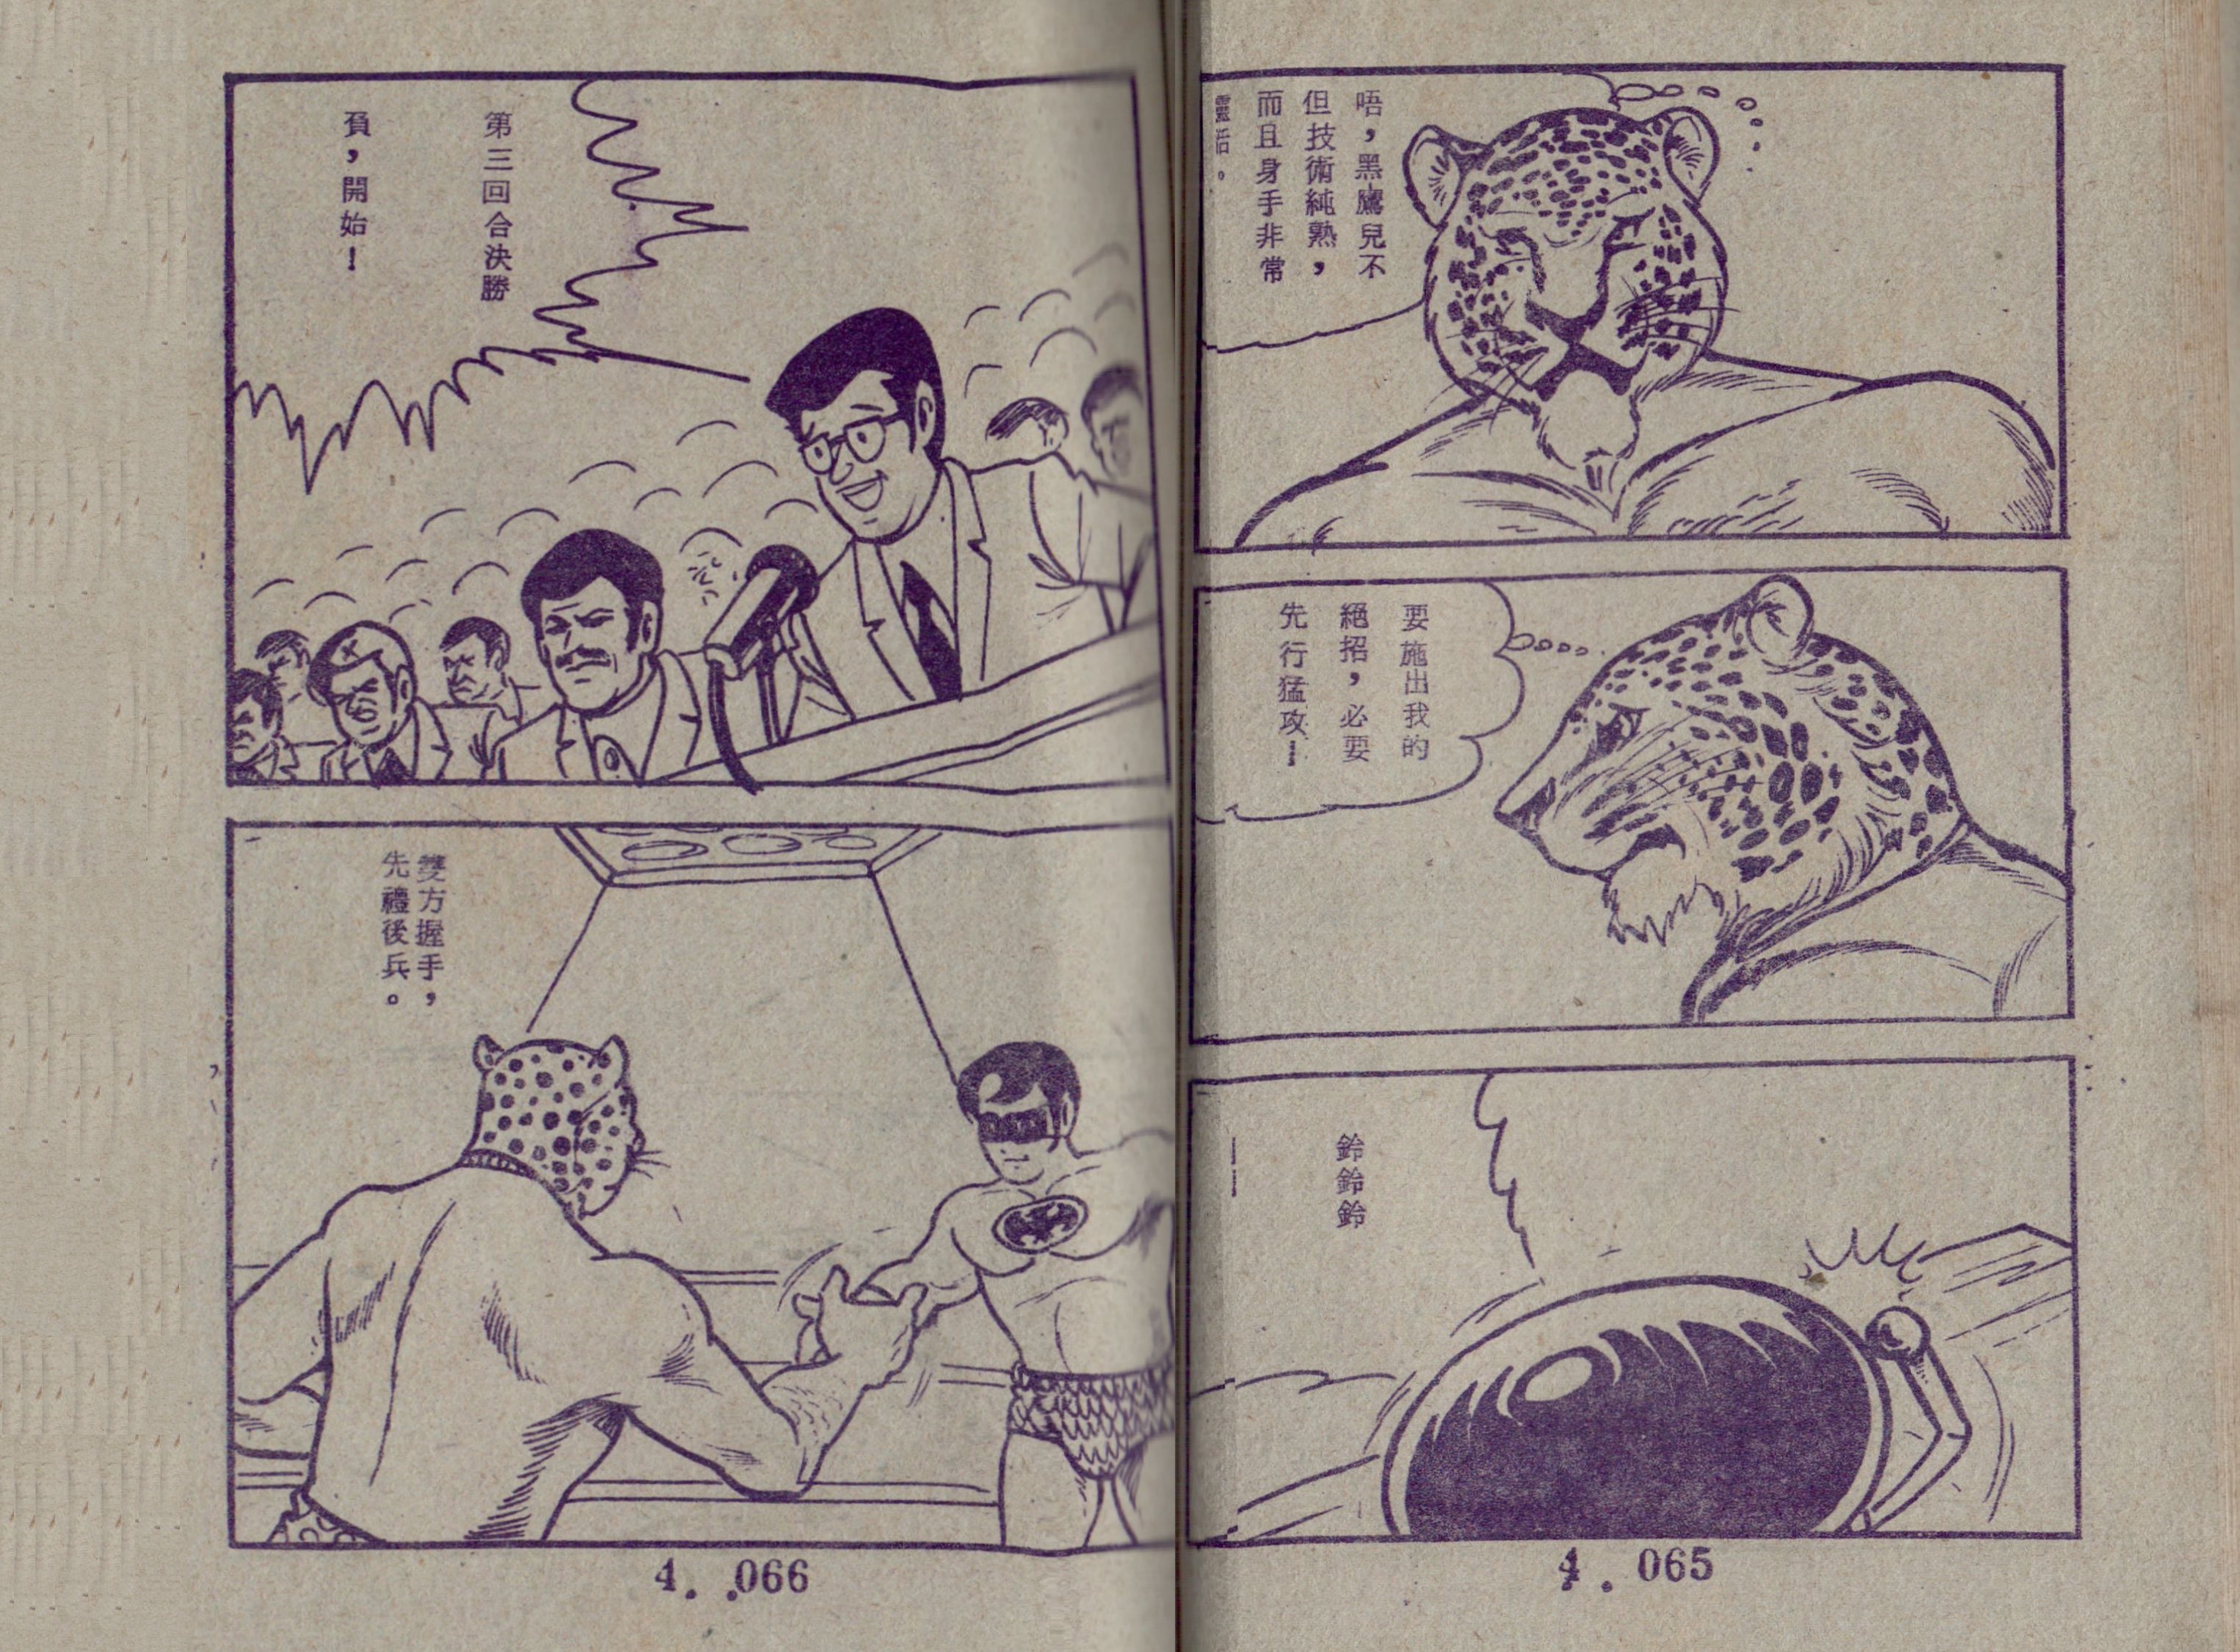 唔，黑鷹兒不
但技術純熟，
而且身手非常
靈活。
要施出我的
絕招，必要
先行猛攻！
鈴鈴鈴
——
4.065
第三回合決勝
負，開始！
雙方握手，
先禮後兵。
4.066